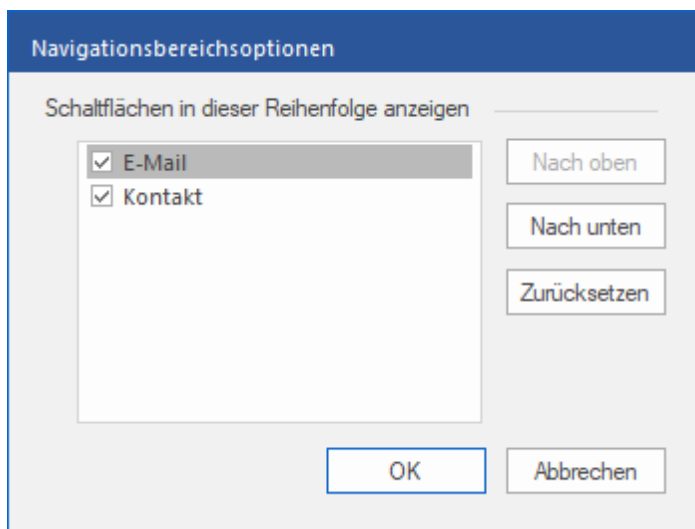 Navigationsbereichsoptionen
Schaltflächen in dieser Reihenfolge anzeigen
E-Mail
Kontakt
Nach oben
Nach unten
Zurücksetzen
OK
Abbrechen